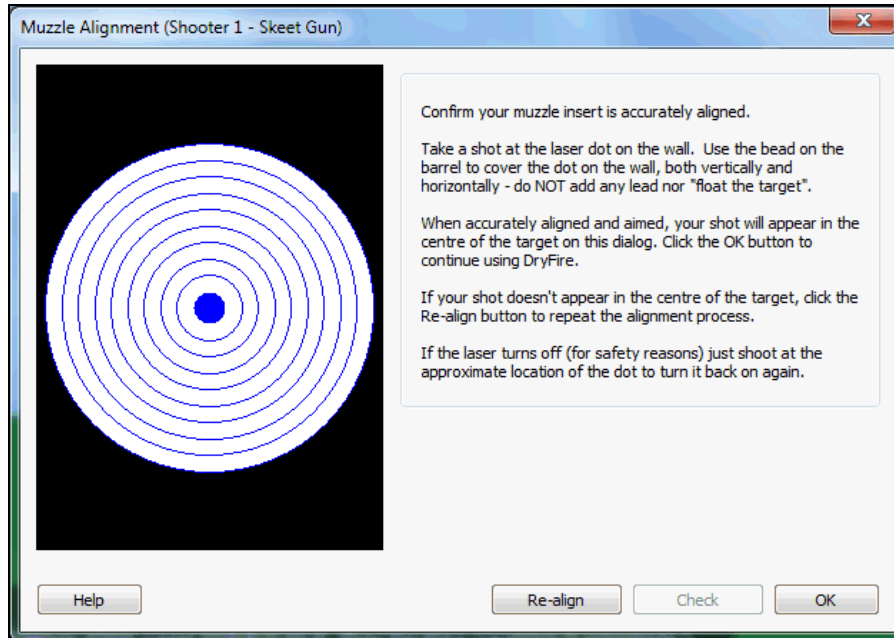 Muzzle Alignment (Shooter 1 - Skeet Gun)
Confirm your muzzle insert is accurately aligned.
Take a shot at the laser dot on the wall.  Use the bead on the
barrel to cover the dot on the wall, both vertically and
horizontally - do NOT add any lead nor "float the target".
When accurately aligned and aimed, your shot will appear in the
centre of the target on this dialog. Click the OK button to
continue using DryFire.
If your shot doesn't appear in the centre of the target, click the
Re-align button to repeat the alignment process.
If the laser turns off (for safety reasons) just shoot at the
approximate location of the dot to turn it back on again.
Help
Re-align
Check
OK